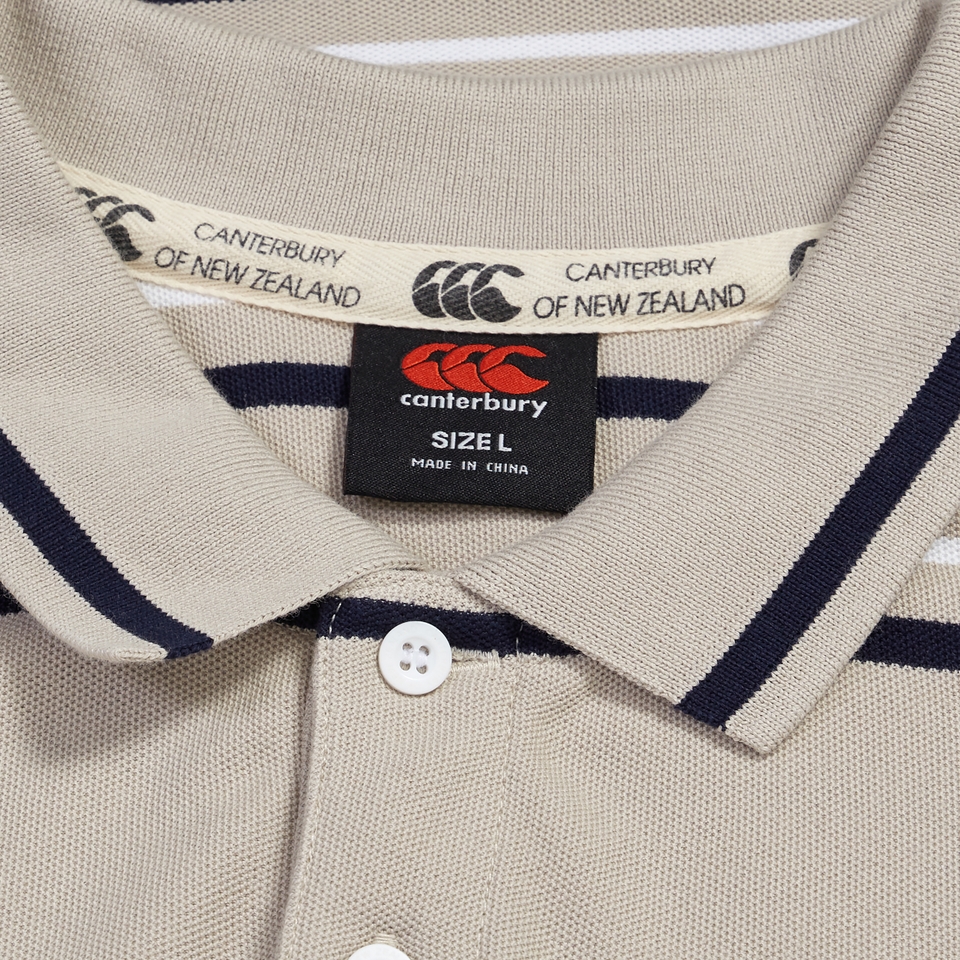 CANTERBURY
OF NEW ZEALAND
CANTERBURY
OF NEW ZEALAND
canterbury
SIZE L
MADE IN CHINA